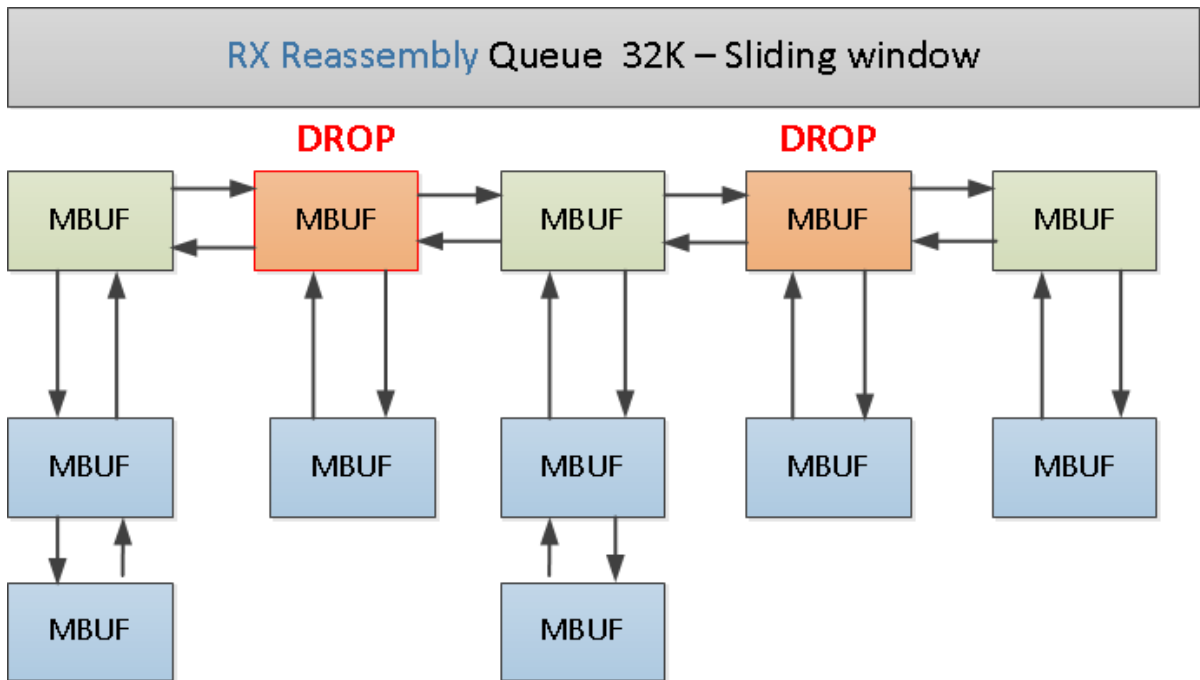 RX Reassembly Queue 32K – Sliding window
DROP DROP
MBUF MBUF MBUF MBUF MBUF
MBUF MBUF MBUF MBUF MBUF
MBUF MBUF